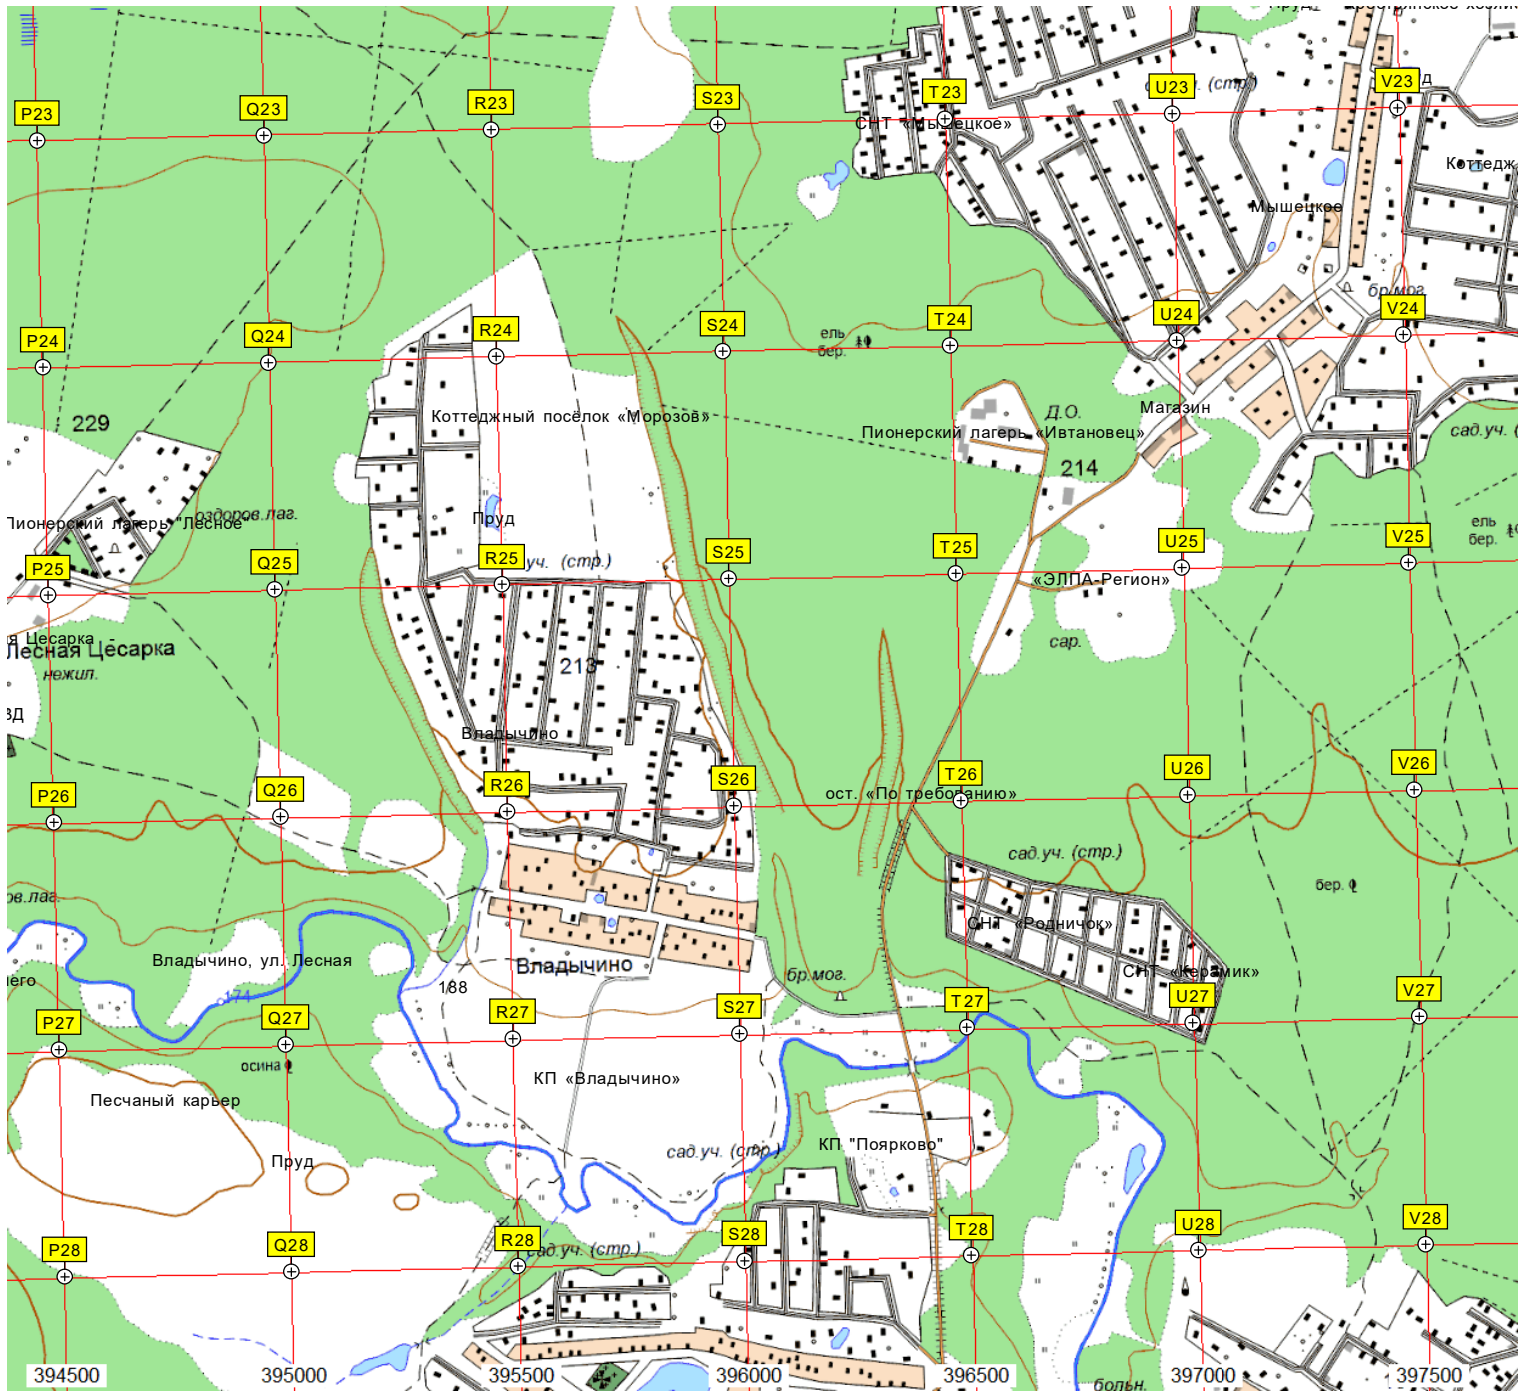 P23
Q23
R23
S23
T23
U23
V23
СНТ «Мышецкое»
Мышецкое
бр.мог.
P24
Q24
R24
S24
T24
U24
V24
ель
бер.
229
Коттеджный посёлок «Морозов»
Д.О.
Магазин
Пионерский лагерь «Ивтановец»
214
сад.уч. (
Пионерский лагерь "Лесное"
оздоров.лаг.
Пруд
ель
бер.
P25
Q25
R25
S25
T25
U25
V25
уч. (стр.)
«ЭЛПА-Регион»
Цесарка -
Лесная Цесарка
нежил.
213
сар.
Владычино
P26
Q26
R26
S26
T26
U26
V26
ост. «По требованию»
сад.уч. (стр.)
бер.
СНТ «Родничок»
Владычино, ул. Лесная
Владычино
бр.мог.
СНТ «Керамик»
188
174
P27
Q27
R27
S27
T27
U27
V27
осина
КП «Владычино»
Песчаный карьер
сад.уч. (стр.)
КП "Поярково"
Пруд
P28
Q28
R28
S28
T28
U28
V28
сад.уч. (стр.)
394500
395000
395500
396000
396500
397000
397500
больн.